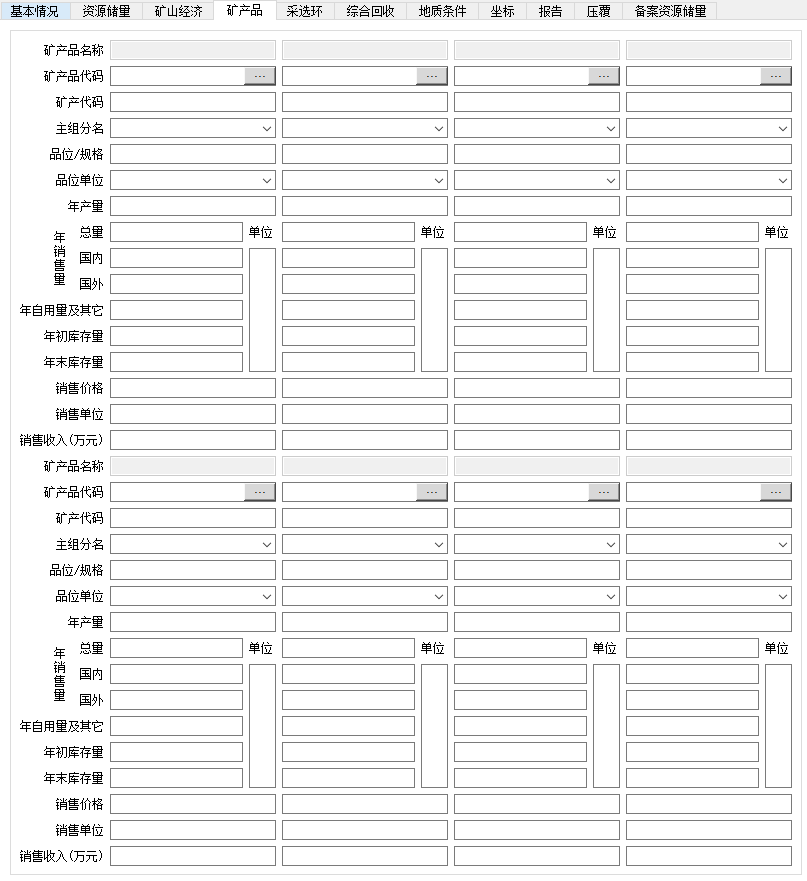 基本情况 资源储量 矿山经济 矿产品 采选环 综合回收 地质条件 坐标 报告 压覆 备案资源储量
矿产品名称
矿产品代码 ... ... ... ...
矿产代码
主组分名
品位/规格
品位单位
年产量
年销售量
总量 单位 单位 单位 单位
国内
国外
年自用量及其它
年初库存量
年末库存量
销售价格
销售单位
销售收入(万元)
矿产品名称
矿产品代码 ... ... ... ...
矿产代码
主组分名
品位/规格
品位单位
年产量
年销售量
总量 单位 单位 单位 单位
国内
国外
年自用量及其它
年初库存量
年末库存量
销售价格
销售单位
销售收入(万元)